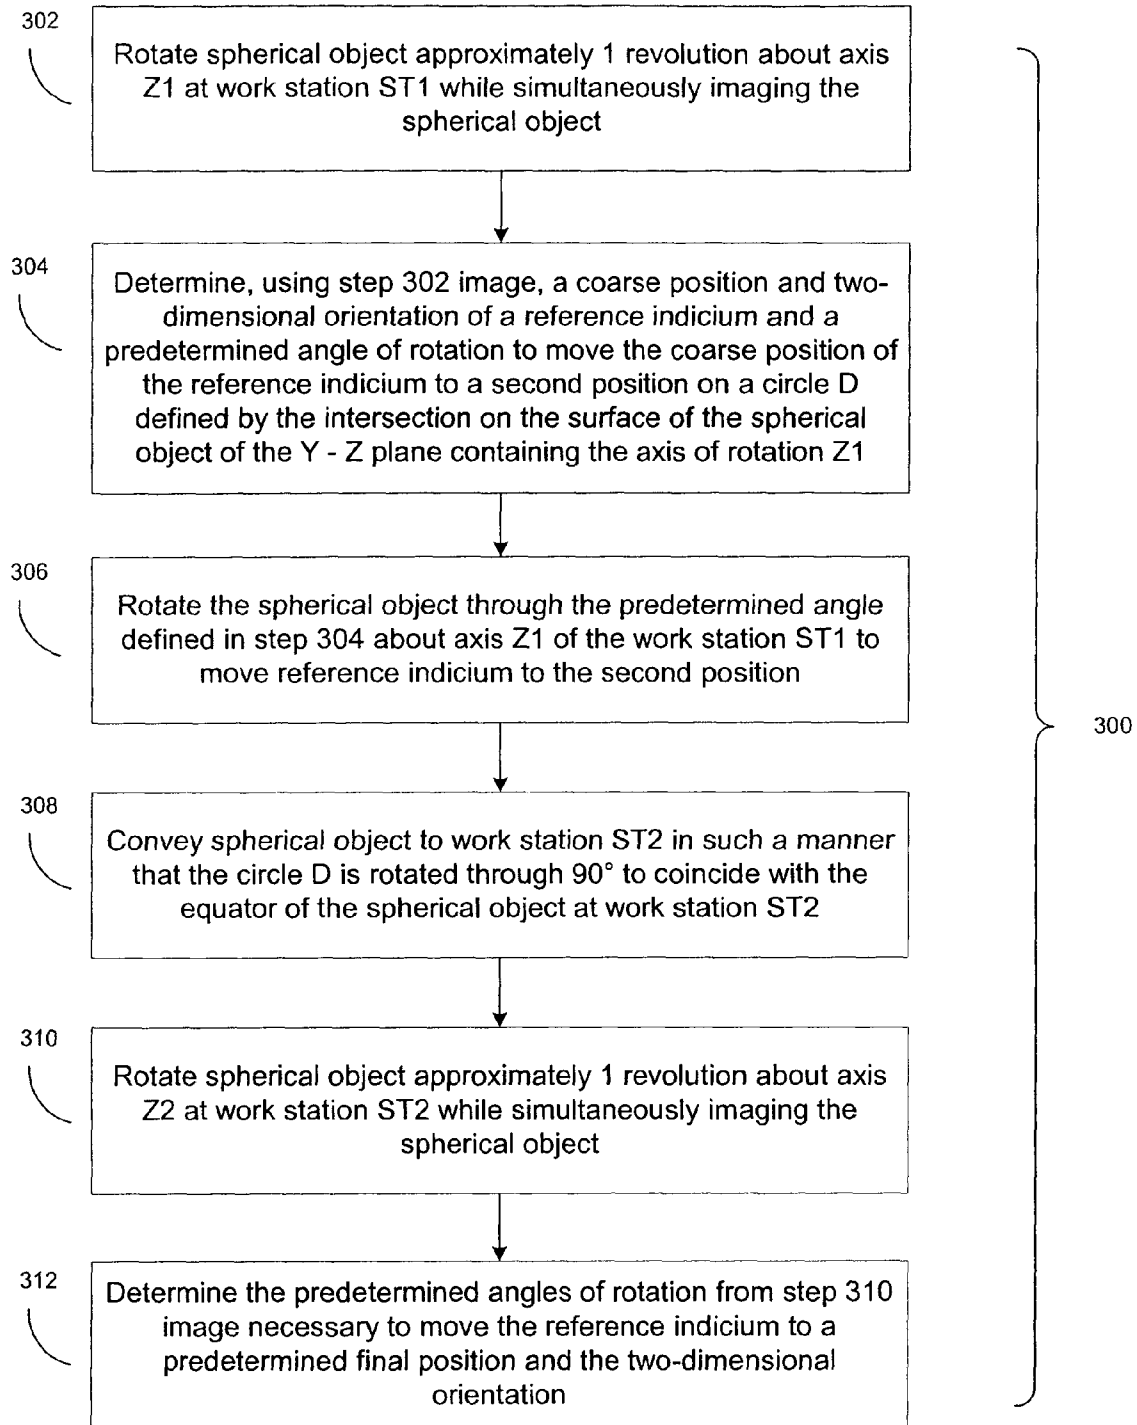 302
Rotate spherical object approximately 1 revolution about axis
Z1 at work station ST1 while simultaneously imaging the
spherical object
304
Determine, using step 302 image, a coarse position and two-
dimensional orientation of a reference indicium and a
predetermined angle of rotation to move the coarse position of
the reference indicium to a second position on a circle D
defined by the intersection on the surface of the spherical
object of the Y - Z plane containing the axis of rotation Z1
306
Rotate the spherical object through the predetermined angle
defined in step 304 about axis Z1 of the work station ST1 to
move reference indicium to the second position
300
308
Convey spherical object to work station ST2 in such a manner
that the circle D is rotated through 90° to coincide with the
equator of the spherical object at work station ST2
310
Rotate spherical object approximately 1 revolution about axis
Z2 at work station ST2 while simultaneously imaging the
spherical object
312
Determine the predetermined angles of rotation from step 310
image necessary to move the reference indicium to a
predetermined final position and the two-dimensional
orientation